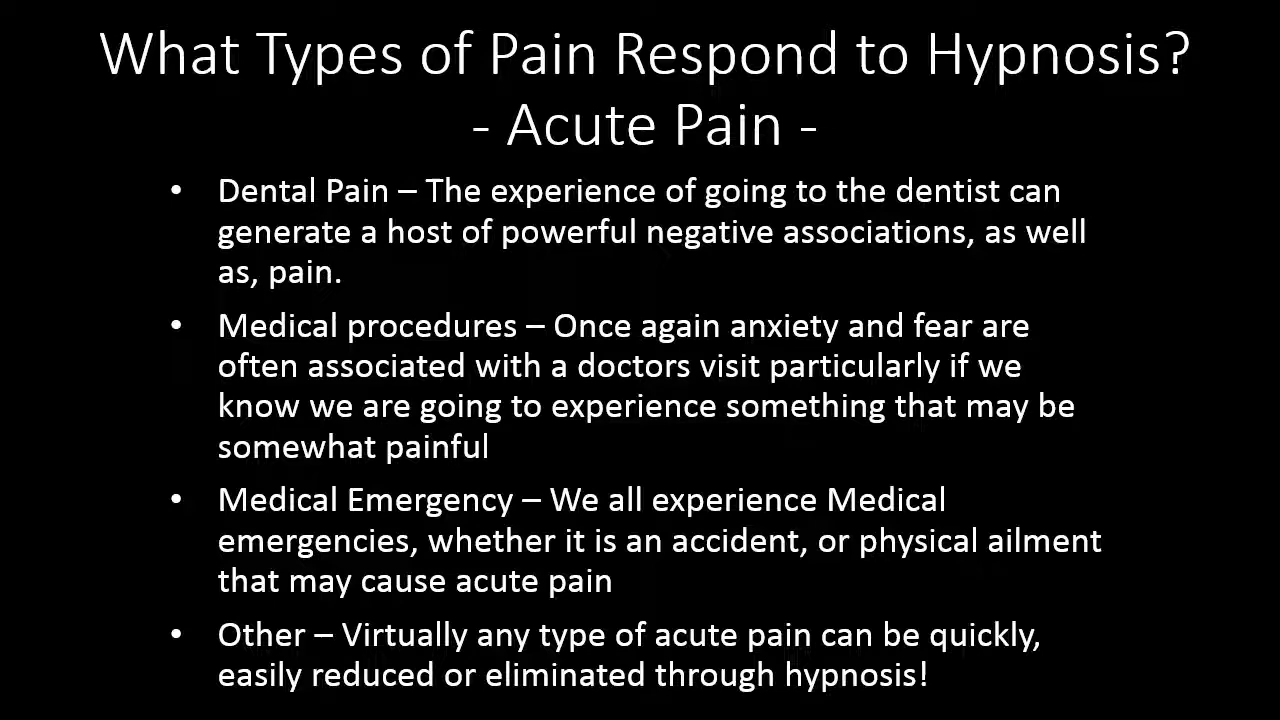 What Types of Pain Respond to Hypnosis?
- Acute Pain -
• Dental Pain – The experience of going to the dentist can
generate a host of powerful negative associations, as well
as, pain.
• Medical procedures – Once again anxiety and fear are
often associated with a doctors visit particularly if we
know we are going to experience something that may be
somewhat painful
• Medical Emergency – We all experience Medical
emergencies, whether it is an accident, or physical ailment
that may cause acute pain
• Other – Virtually any type of acute pain can be quickly,
easily reduced or eliminated through hypnosis!